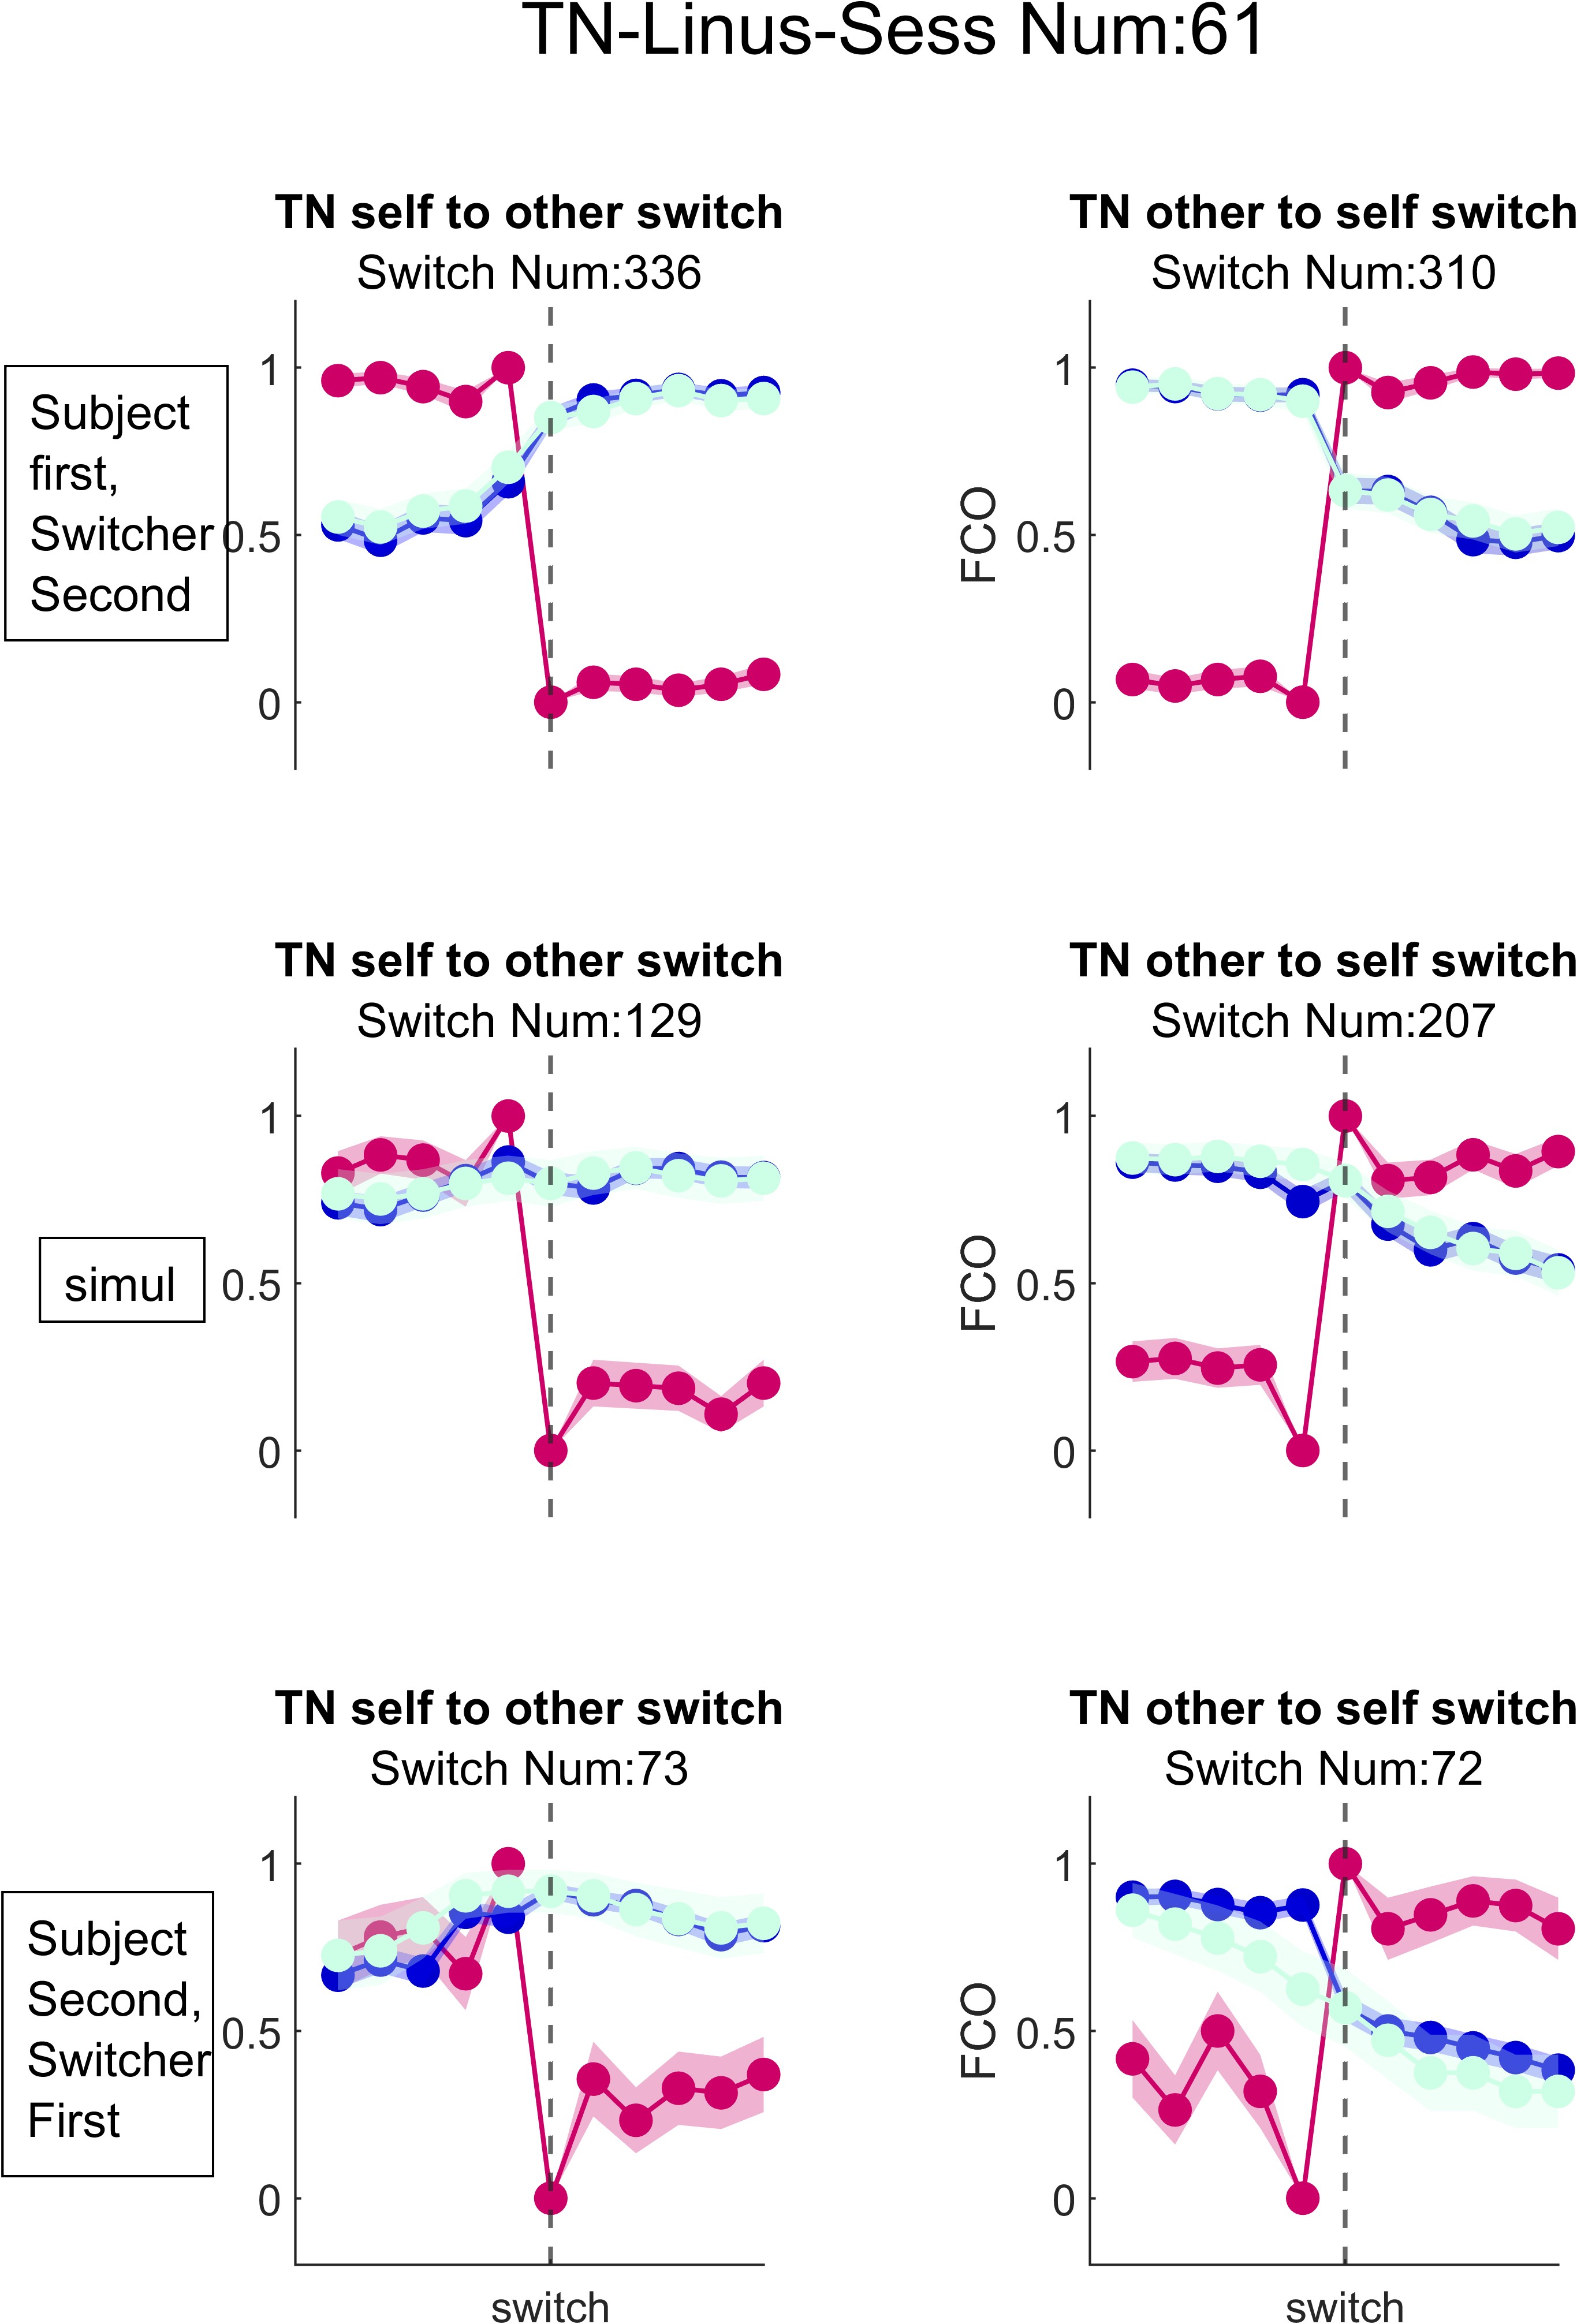 TN-Linus-Sess Num:61
TN self to other switch
Switch Num:336
TN other to self switch
Switch Num:310
Subject
first,
Switcher
Second
1
0.5
0
FCO
1
0.5
0
TN self to other switch
Switch Num:129
TN other to self switch
Switch Num:207
simul
1
0.5
0
FCO
1
0.5
0
TN self to other switch
Switch Num:73
TN other to self switch
Switch Num:72
Subject
Second,
Switcher
First
1
0.5
0
switch
FCO
1
0.5
0
switch